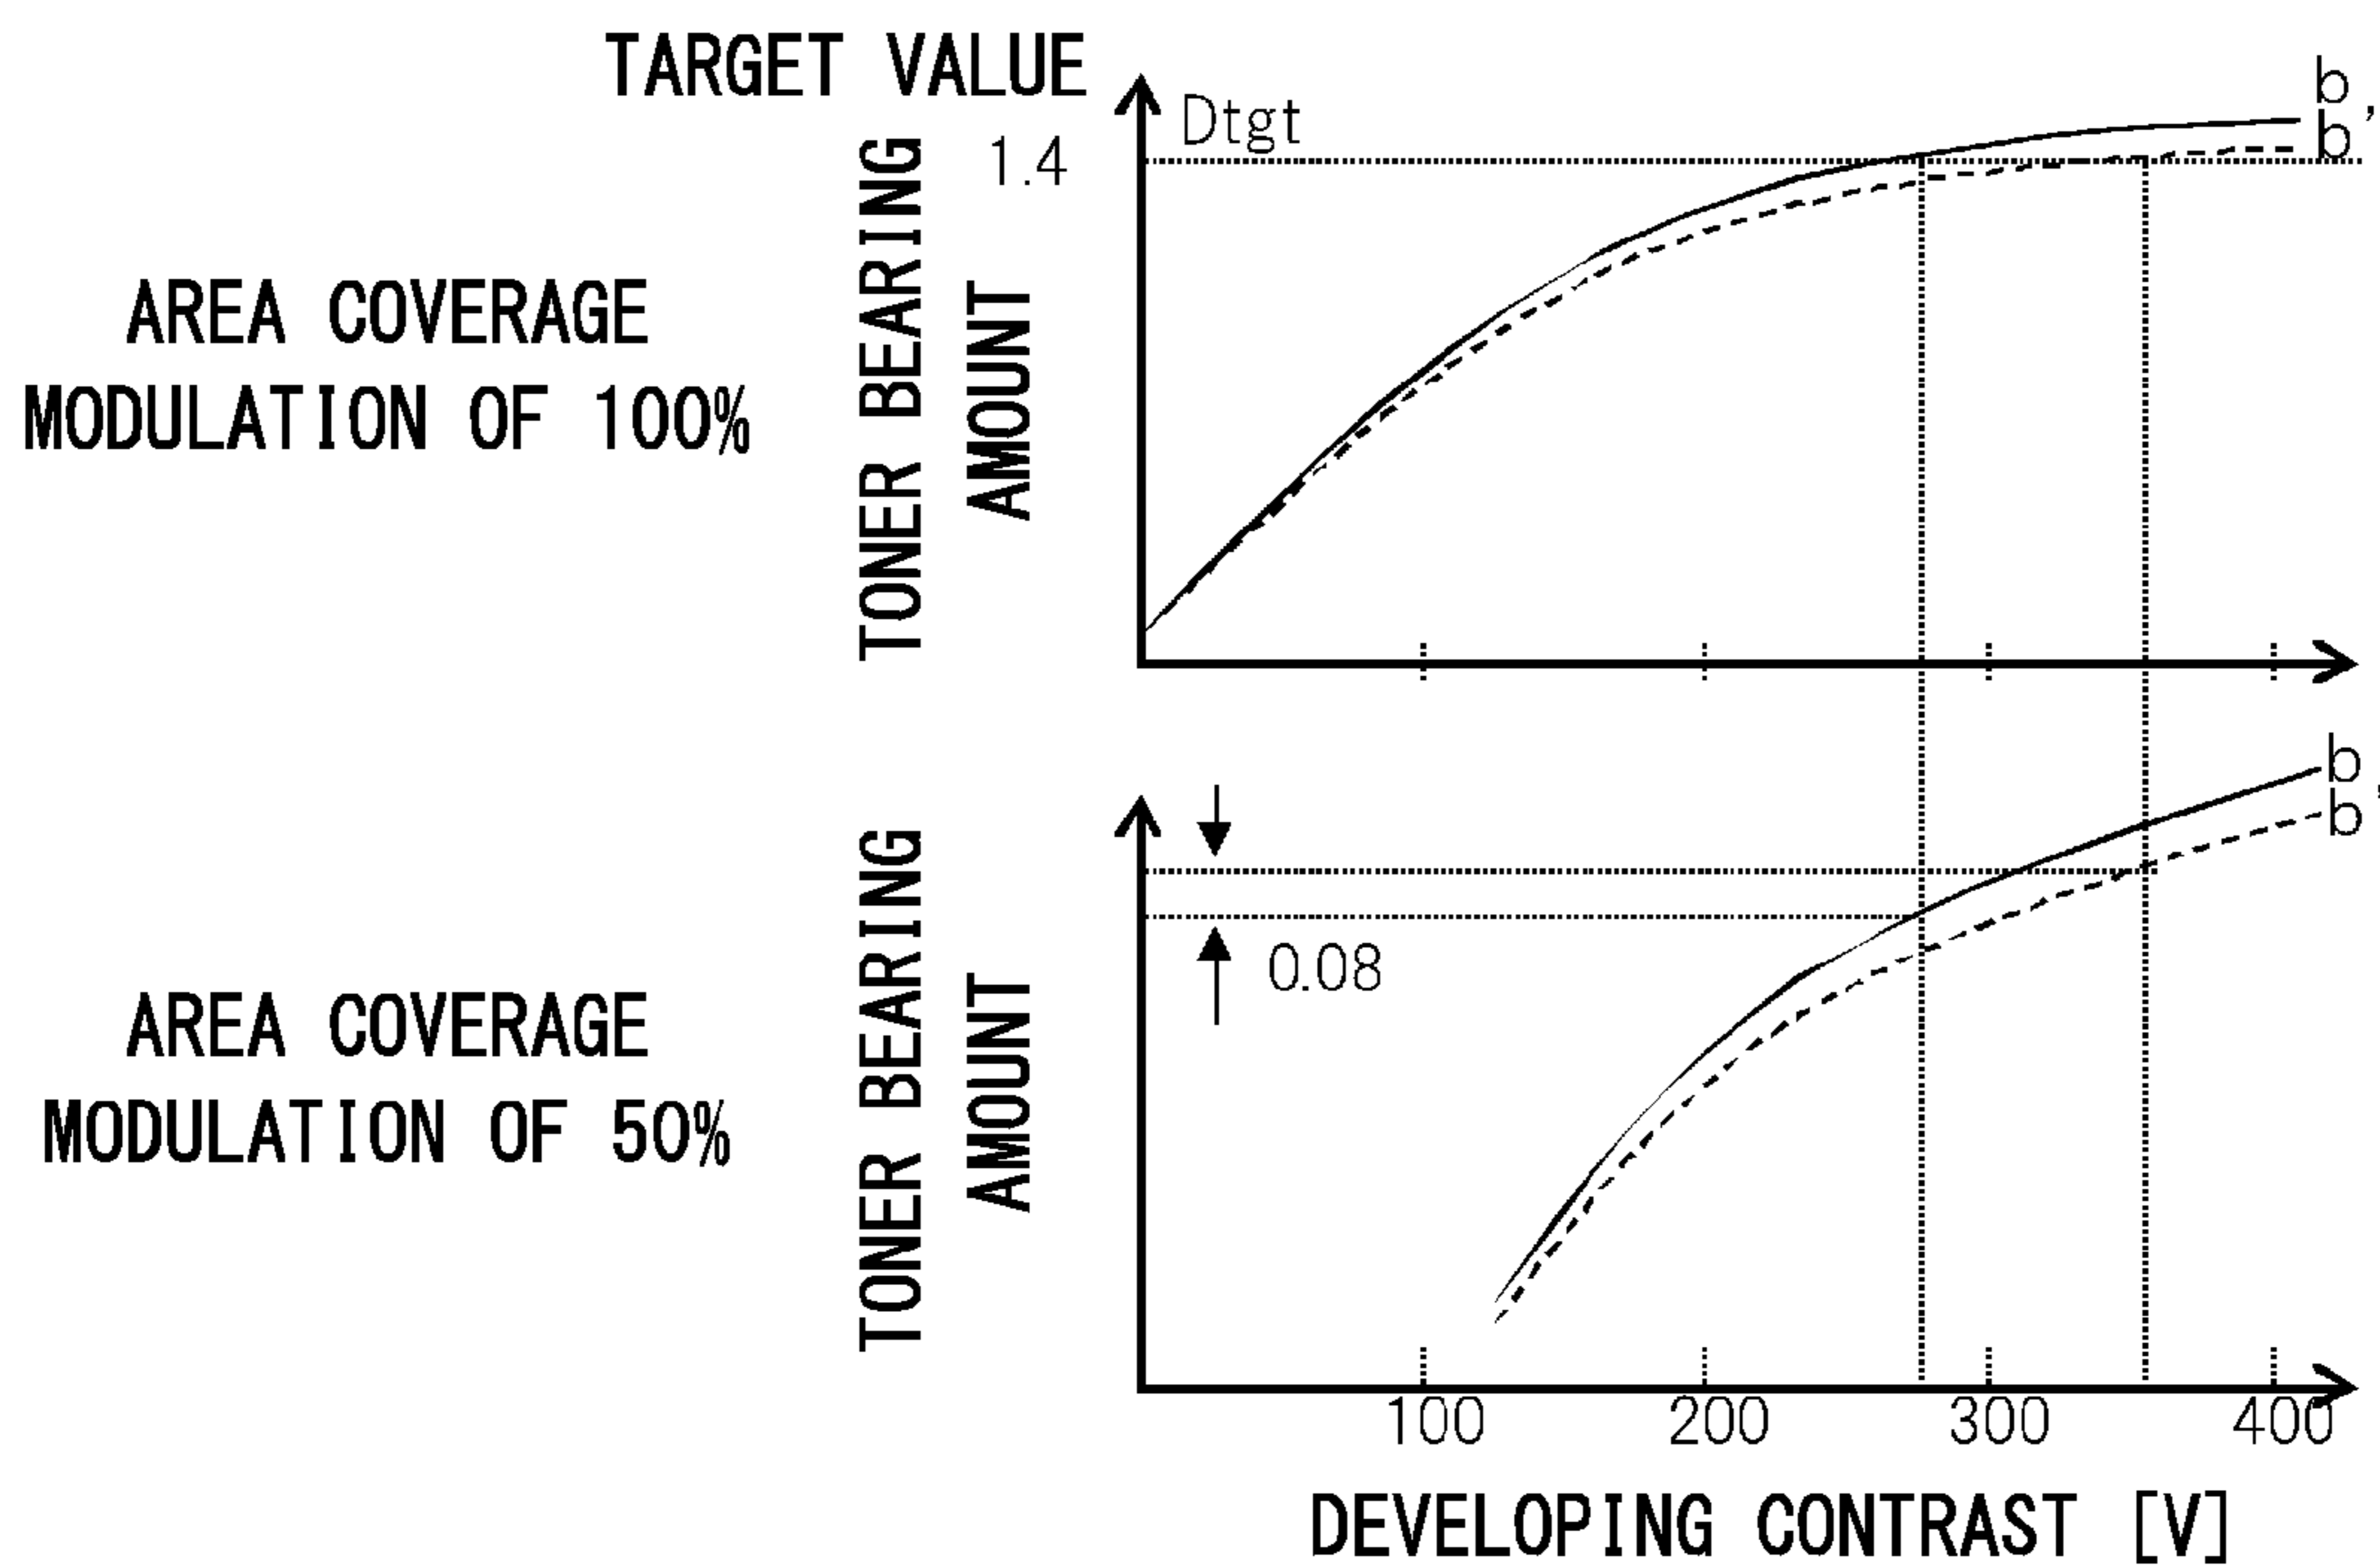 TARGET VALUE
1.4
Dtgt
b
b'
AREA COVERAGE
MODULATION OF 100%
TONER BEARING
AMOUNT
b
b'
0.08
AREA COVERAGE
MODULATION OF 50%
TONER BEARING
AMOUNT
100 200 300 400
DEVELOPING CONTRAST [V]